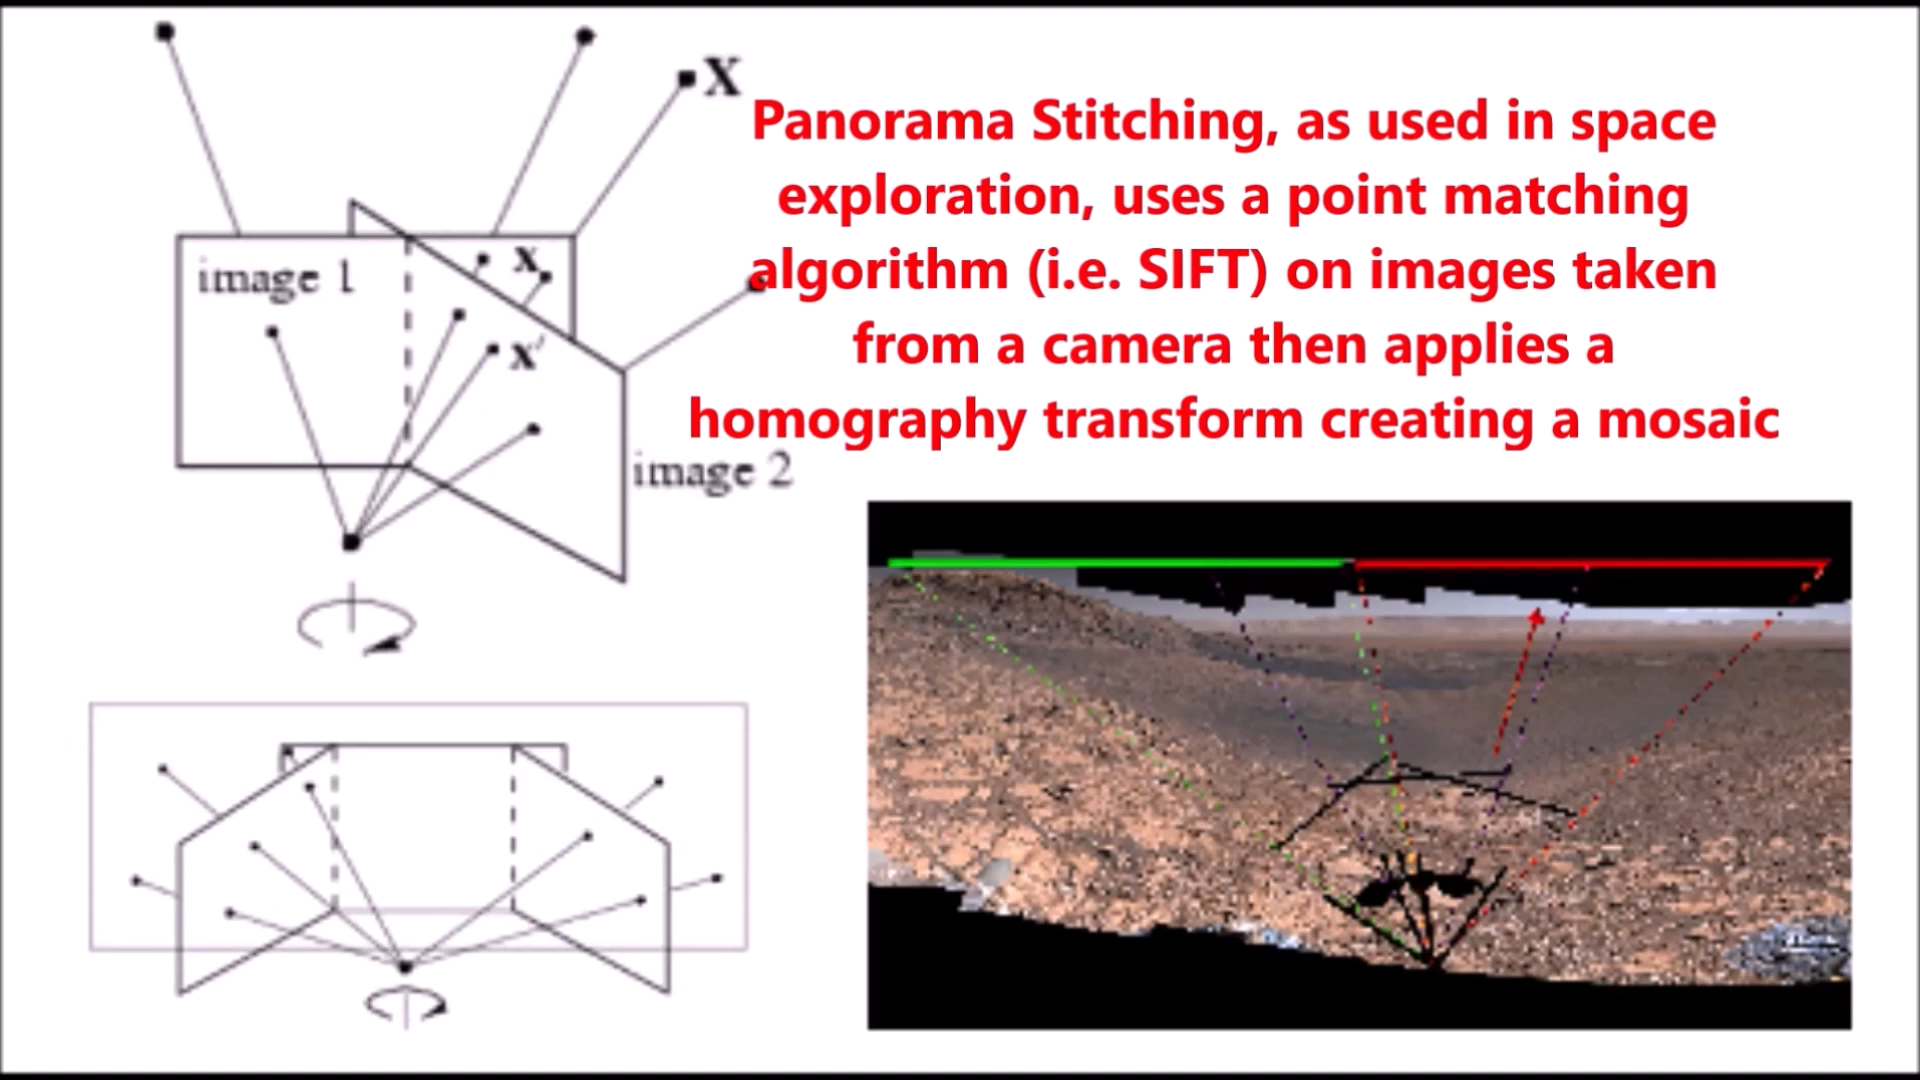 X
Panorama Stitching, as used in space
exploration, uses a point matching
algorithm (i.e. SIFT) on images taken
from a camera then applies a
homography transform creating a mosaic
image 1
x
x'
image 2